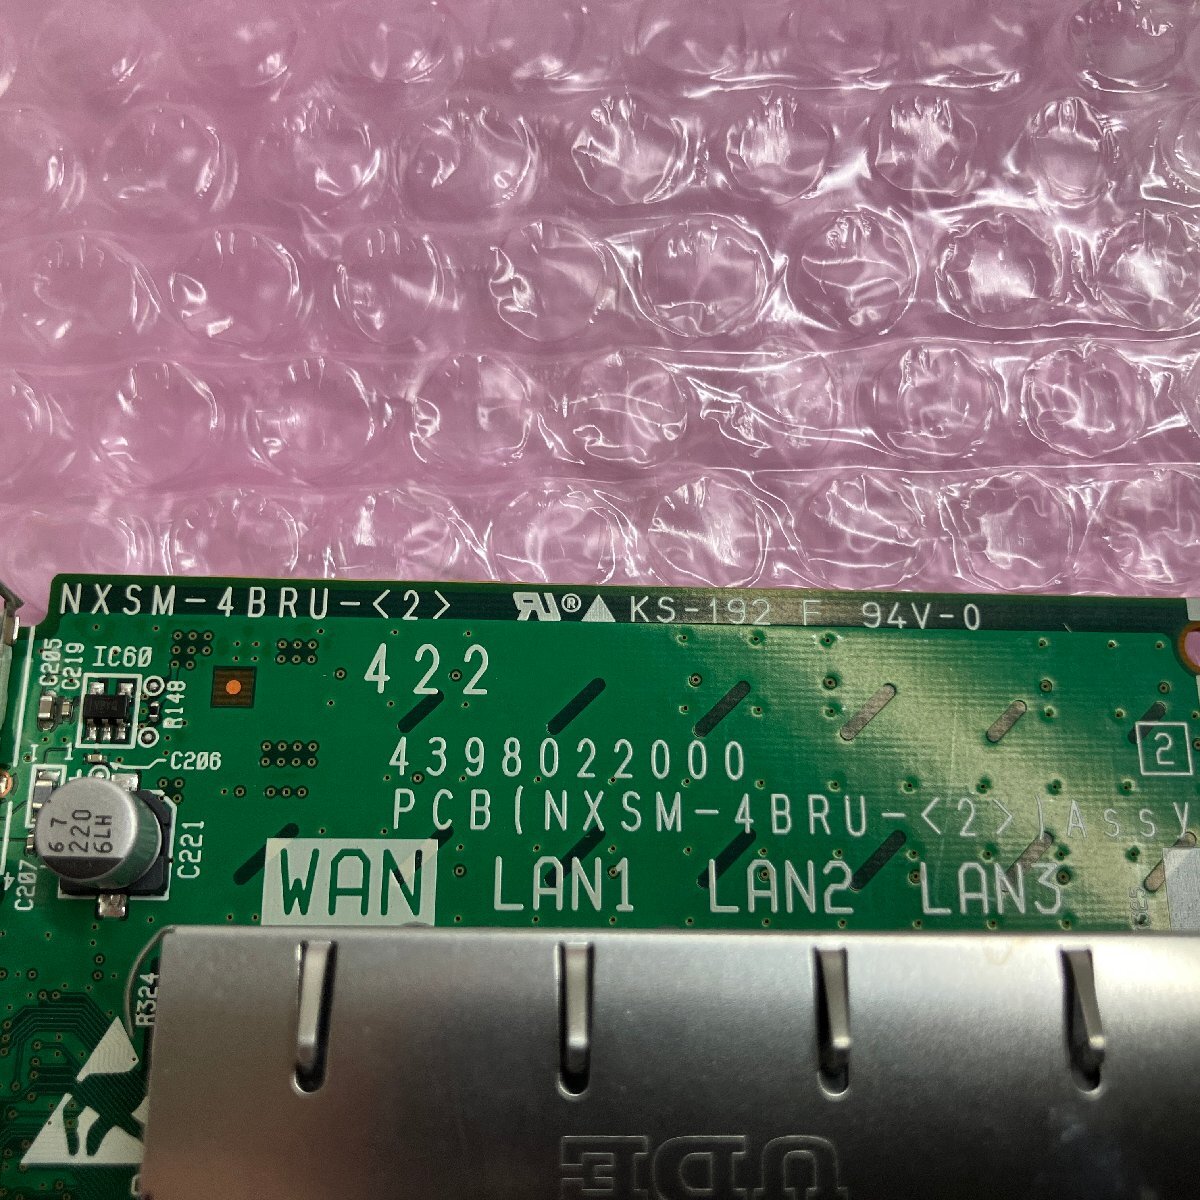 NXSM-4BRU-<2> ® KS-192 F 94V-0
C205
C219
IC60
R148
422
C206
4398022000
PCB(NXSM-4BRU-<2>)Assy
2
67
220
6LH
C221
C207
WAN LAN1 LAN2 LAN3
R324
UDE